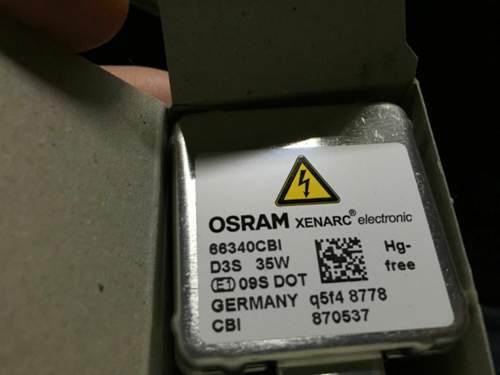 OSRAM XENARC® electronic
66340CBI
D3S 35W
Hg-
free
E1 09S DOT
GERMANY q5f4 8778
CBI 870537